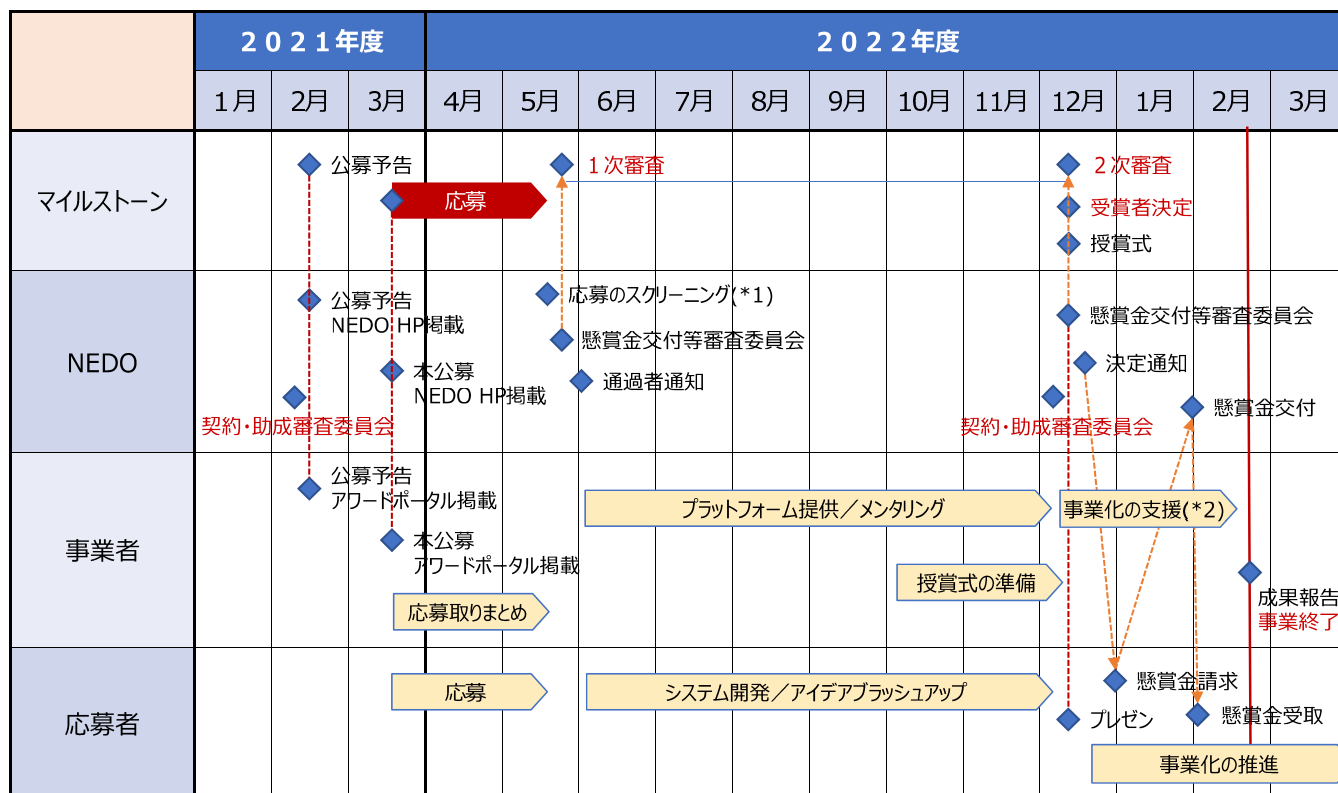 ２０２１年度
２０２２年度
１月
２月
３月
４月
５月
６月
７月
８月
９月
10月
11月
12月
１月
２月
３月
マイルストーン
公募予告
応募
１次審査
２次審査
受賞者決定
授賞式
NEDO
公募予告
NEDO HP掲載
本公募
NEDO HP掲載
契約・助成審査委員会
応募のスクリーニング(*1)
懸賞金交付等審査委員会
通過者通知
懸賞金交付等審査委員会
決定通知
契約・助成審査委員会
懸賞金交付
事業者
公募予告
アワードポータル掲載
本公募
アワードポータル掲載
応募取りまとめ
プラットフォーム提供／メンタリング
事業化の支援(*2)
授賞式の準備
成果報告
事業終了
応募者
応募
システム開発／アイデアブラッシュアップ
懸賞金請求
プレゼン
懸賞金受取
事業化の推進